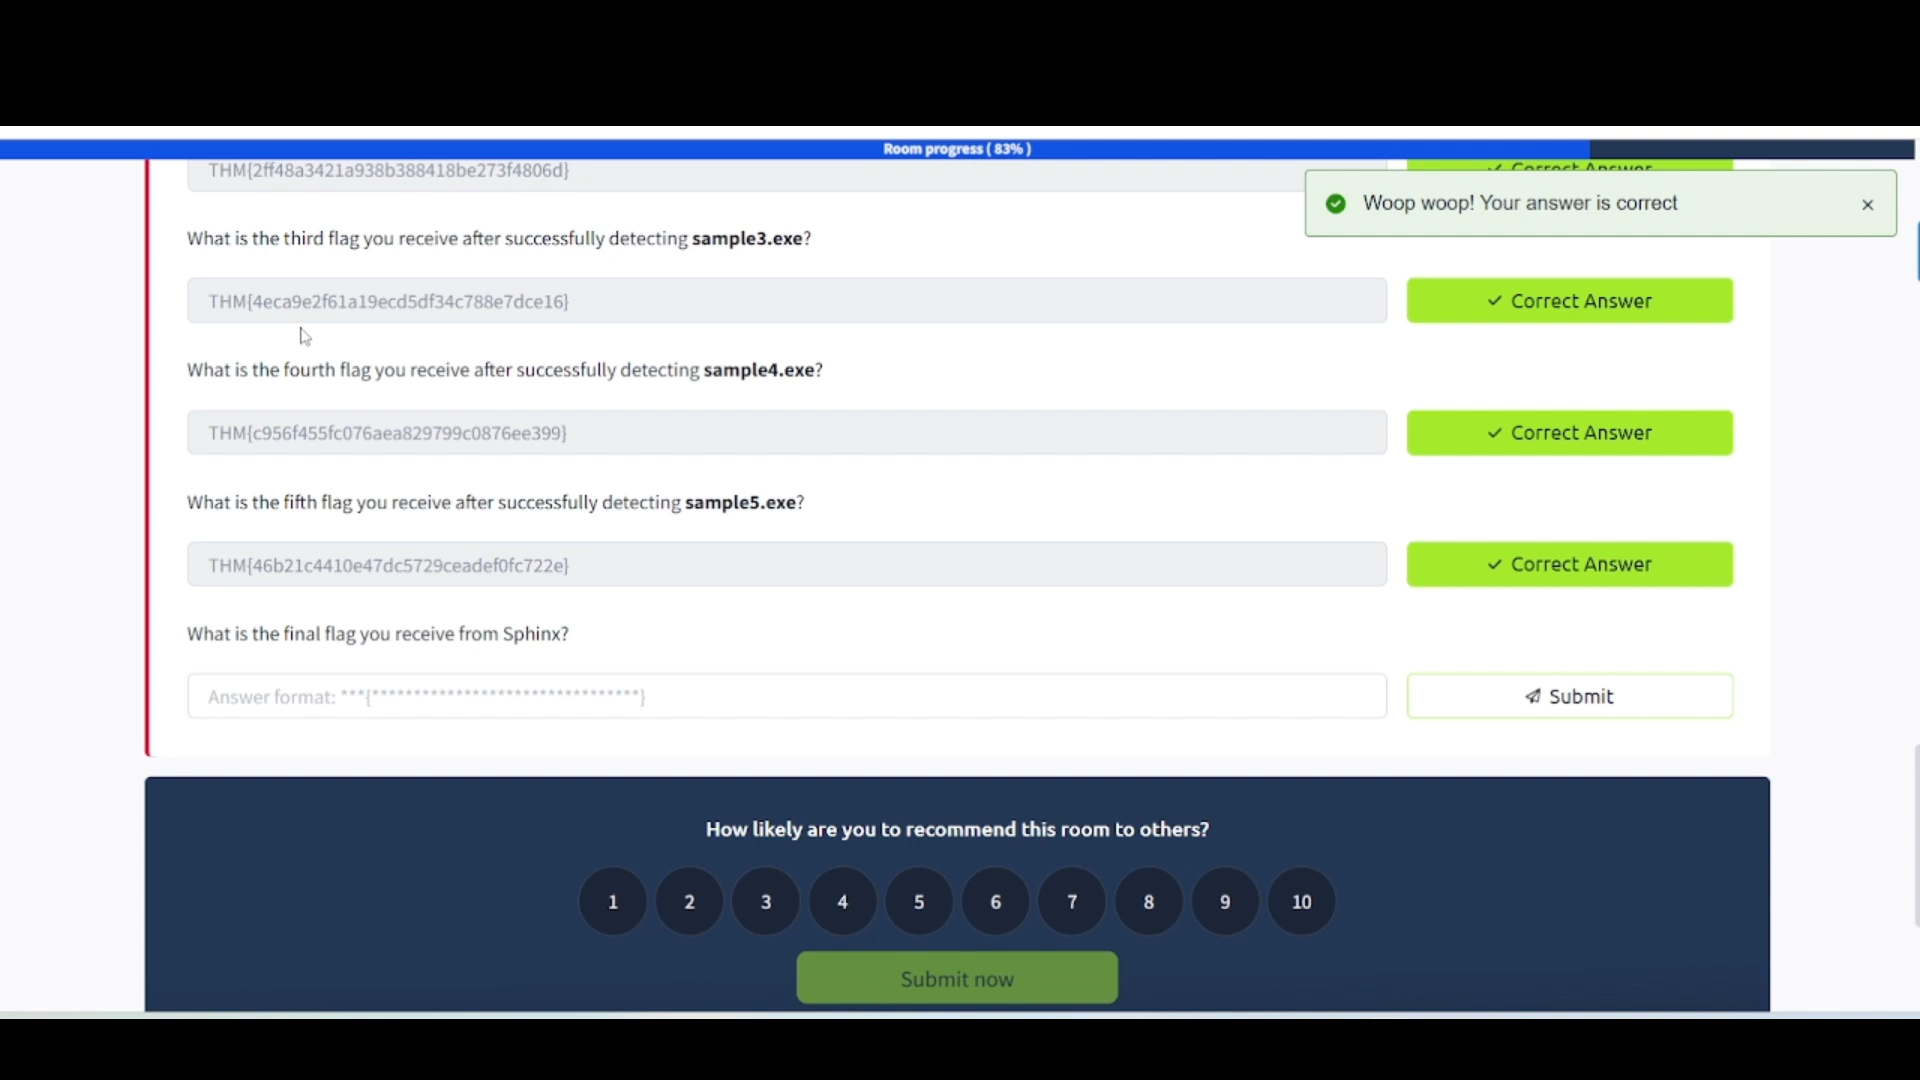 Room progress ( 83% )
THM{2ff48a3421a938b388418be273f4806d}
Correct Answer
Woop woop! Your answer is correct
What is the third flag you receive after successfully detecting sample3.exe?
THM{4eca9e2f61a19ecd5df34c788e7dce16}
Correct Answer
What is the fourth flag you receive after successfully detecting sample4.exe?
THM{c956f455fc076aea829799c0876ee399}
Correct Answer
What is the fifth flag you receive after successfully detecting sample5.exe?
THM{46b21c4410e47dc5729ceadef0fc722e}
Correct Answer
What is the final flag you receive from Sphinx?
Answer format: ***{********************************}
Submit
How likely are you to recommend this room to others?
1 2 3 4 5 6 7 8 9 10
Submit now